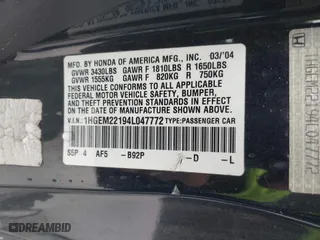 MFD. BY HONDA OF AMERICA MFG., INC. 03/'04
GVWR 3430LBS GAWR F 1810LBS R 1650LBS
GVWR 1555KG GAWR F 820KG R 750KG
THIS VEHICLE CONFORMS TO ALL APPLICABLE
FEDERAL MOTOR VEHICLE SAFETY,
BUMPER, AND THEFT PREVENTION
STANDARDS IN EFFECT ON THE DATE OF
MANUFACTURE SHOWN ABOVE.
1HGEM22194L047772 TYPE: PASSENGER CAR
S5P 4 AF5 -B92P -D -L
1HGEM22194L047772